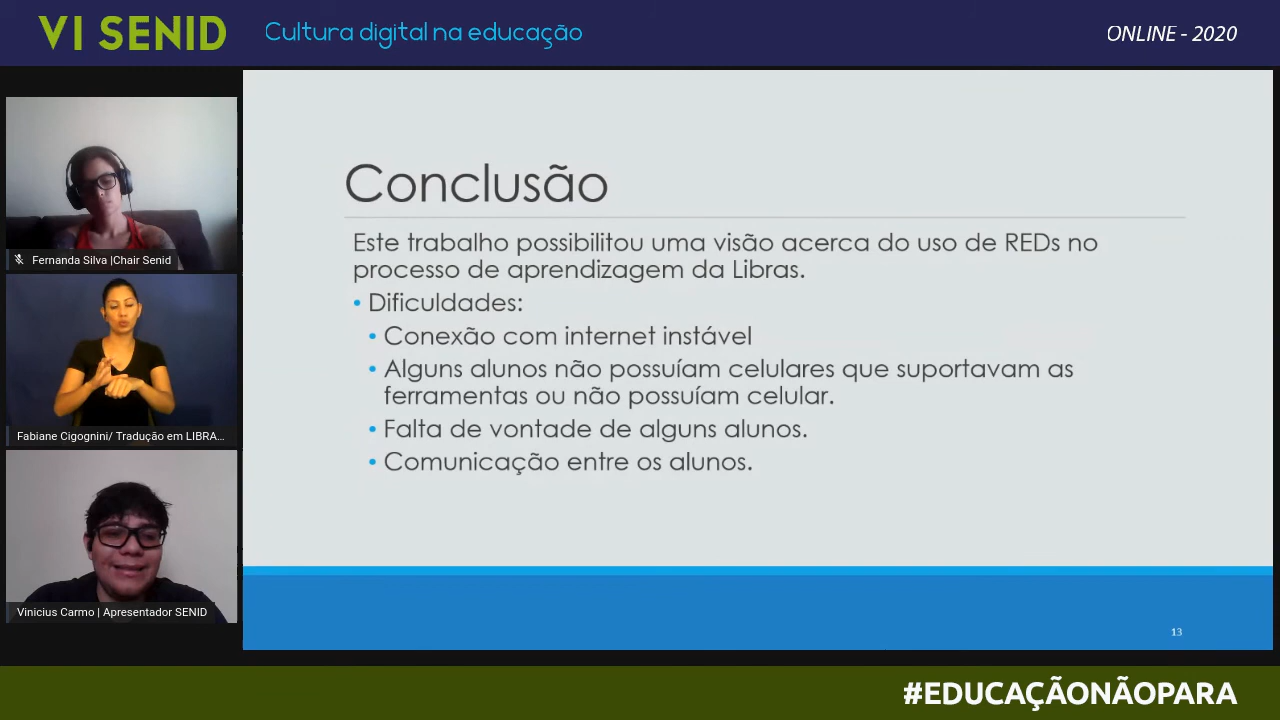 VI SENID
Cultura digital na educação
ONLINE - 2020
Fernanda Silva |Chair Senid
Fabiane Cigognini/ Tradução em LIBRA...
Vinicius Carmo | Apresentador SENID
Conclusão
Este trabalho possibilitou uma visão acerca do uso de REDs no
processo de aprendizagem da Libras.
• Dificuldades:
• Conexão com internet instável
• Alguns alunos não possuíam celulares que suportavam as
ferramentas ou não possuíam celular.
• Falta de vontade de alguns alunos.
• Comunicação entre os alunos.
13
#EDUCAÇÃONÃOPARA